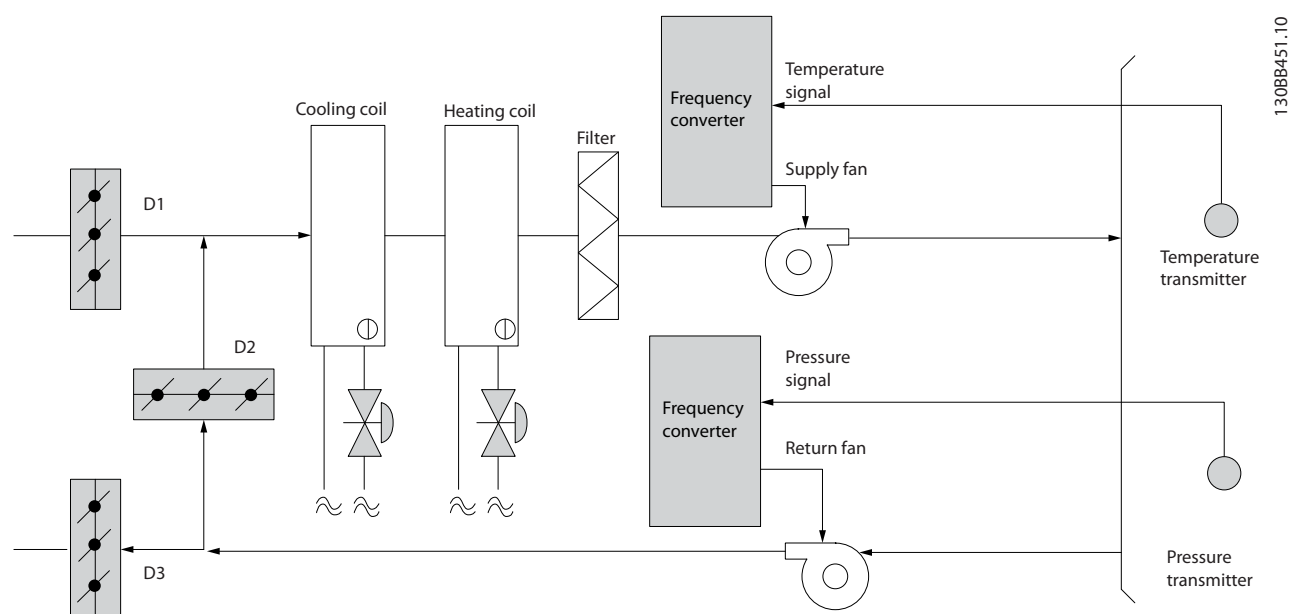 130BB451.10
Temperature
signal
Frequency
converter
Cooling coil
Heating coil
Filter
Supply fan
D1
Temperature
transmitter
D2
Pressure
signal
Frequency
converter
Return fan
D3
Pressure
transmitter